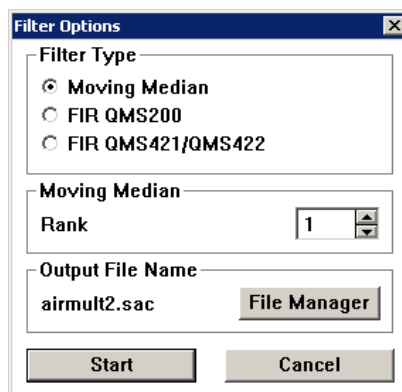 Filter Options
Filter Type
Moving Median
FIR QMS200
FIR QMS421/QMS422
Moving Median
Rank 1
Output File Name
airmult2.sac File Manager
Start Cancel